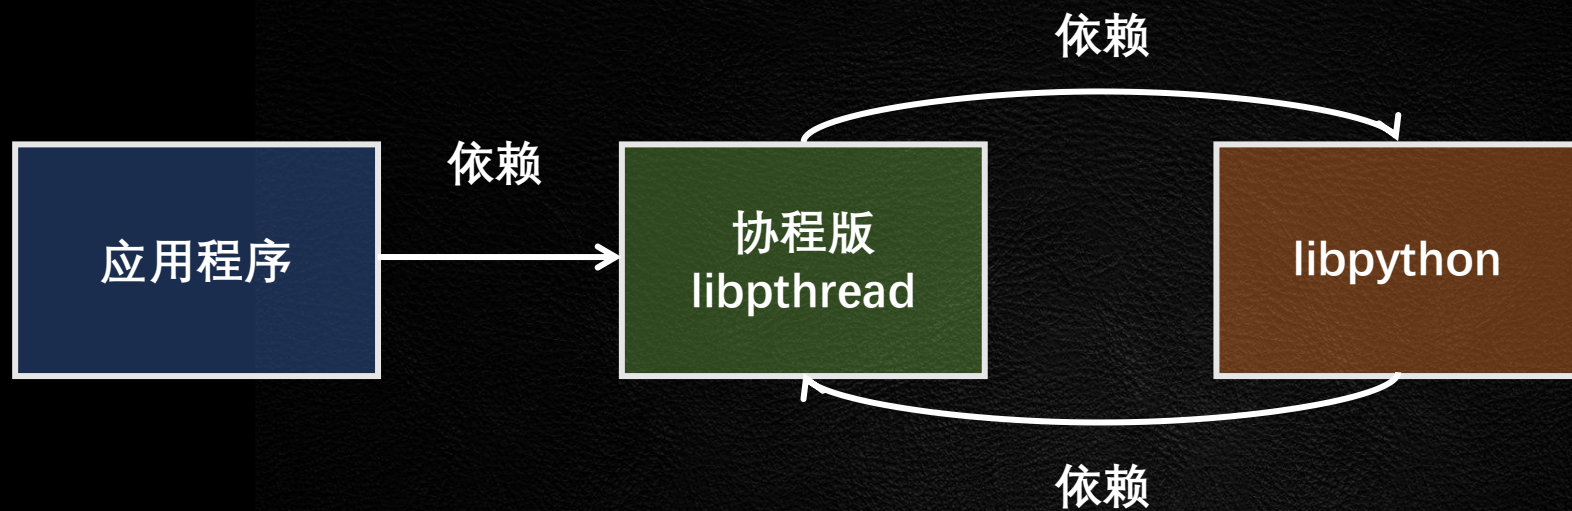 依赖
依赖
应用程序
协程版
libpthread
libpython
依赖